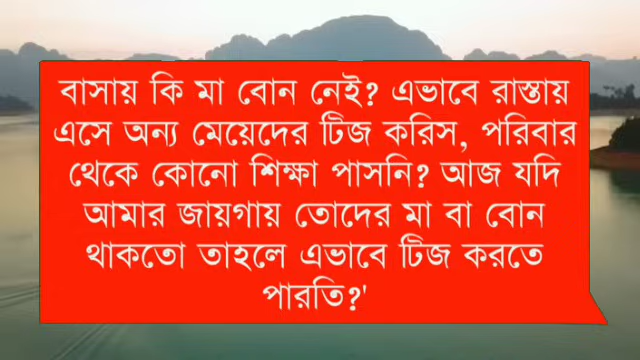 বাসায় কি মা বোন নেই? এভাবে রাস্তায়
এসে অন্য মেয়েদের টিজ করিস, পরিবার
থেকে কোনো শিক্ষা পাসনি? আজ যদি
আমার জায়গায় তোদের মা বা বোন
থাকতো তাহলে এভাবে টিজ করতে
পারতি?'